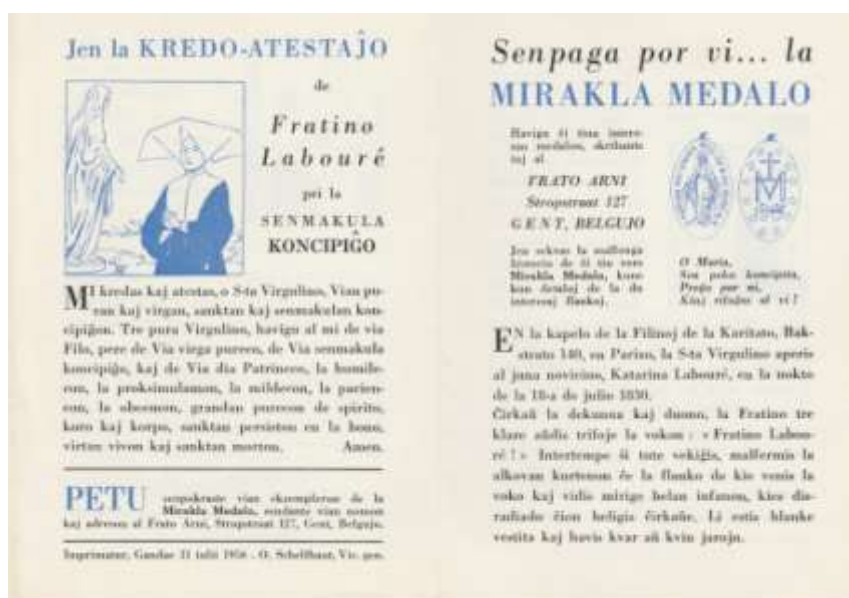 Jen la KREDO-ATESTAĴO
de
Fratino
Labouré
pri la
SENMAKULA
KONCIPIĜO
MI kredas kaj atestas, o S-ta Virgulino, Vian pu-
ran kaj virgan, sanktan kaj senmakulan kon-
cipiĝon. Tre pura Virgulino, havigu al mi de via
Filo, pere de Via virga pureco, de Via senmakula
koncipiĝo, kaj de Via dia Patrineco, la humile-
con, la proksimulamon, la mildecon, la pacien-
con, la obeemon, grandan purecon de spirito,
koro kaj korpo, sanktan persiston en la bono,
virtan vivon kaj sanktan morton. Amen.
PETU senpokraste vian ekzempleron de la
Mirakla Medalo, sendante vian nomon
kaj adreson al Frato Arni, Stropstraat 127, Gent, Belgujo.
Imprimatur, Gandae 31 julii 1956 . O. Schelfhaut, Vic. gen.
Senpaga por vi... la
MIRAKLA MEDALO
Havigu ĉi tiun intere-
san medalon, skribante
tuj al
FRATO ARNI
Stropstraat 127
GENT, BELGUJO
Jen sekvas la mallonga
historio de ĉi tiu vere
Mirakla Medalo, kune
kun detaloj de la du
interesaj flankoj.
O Maria,
Sen peko koncipita,
Preĝu por ni,
Kiuj rifuĝas al vi !
EN la kapelo de la Filinoj de la Karitato, Bak-
strato 140, en Parizo, la S-ta Virgulino aperis
al juna novicino, Katarina Labouré, en la nokto
de la 18-a de julio 1830.
Ĉirkaŭ la dekunua kaj duono, la Fratino tre
klare aŭdis trifoje la vokon : « Fratino Labou-
ré ! » Intertempe ŝi tute vekiĝis, malfermis la
alkovan kurtenon ĉe la flanko de kie venis la
voko kaj vidis mirige belan infanon, kies dis-
radiado ĉion heligis ĉirkaŭe. Li estis blanke
vestita kaj havis kvar aŭ kvin jarojn.